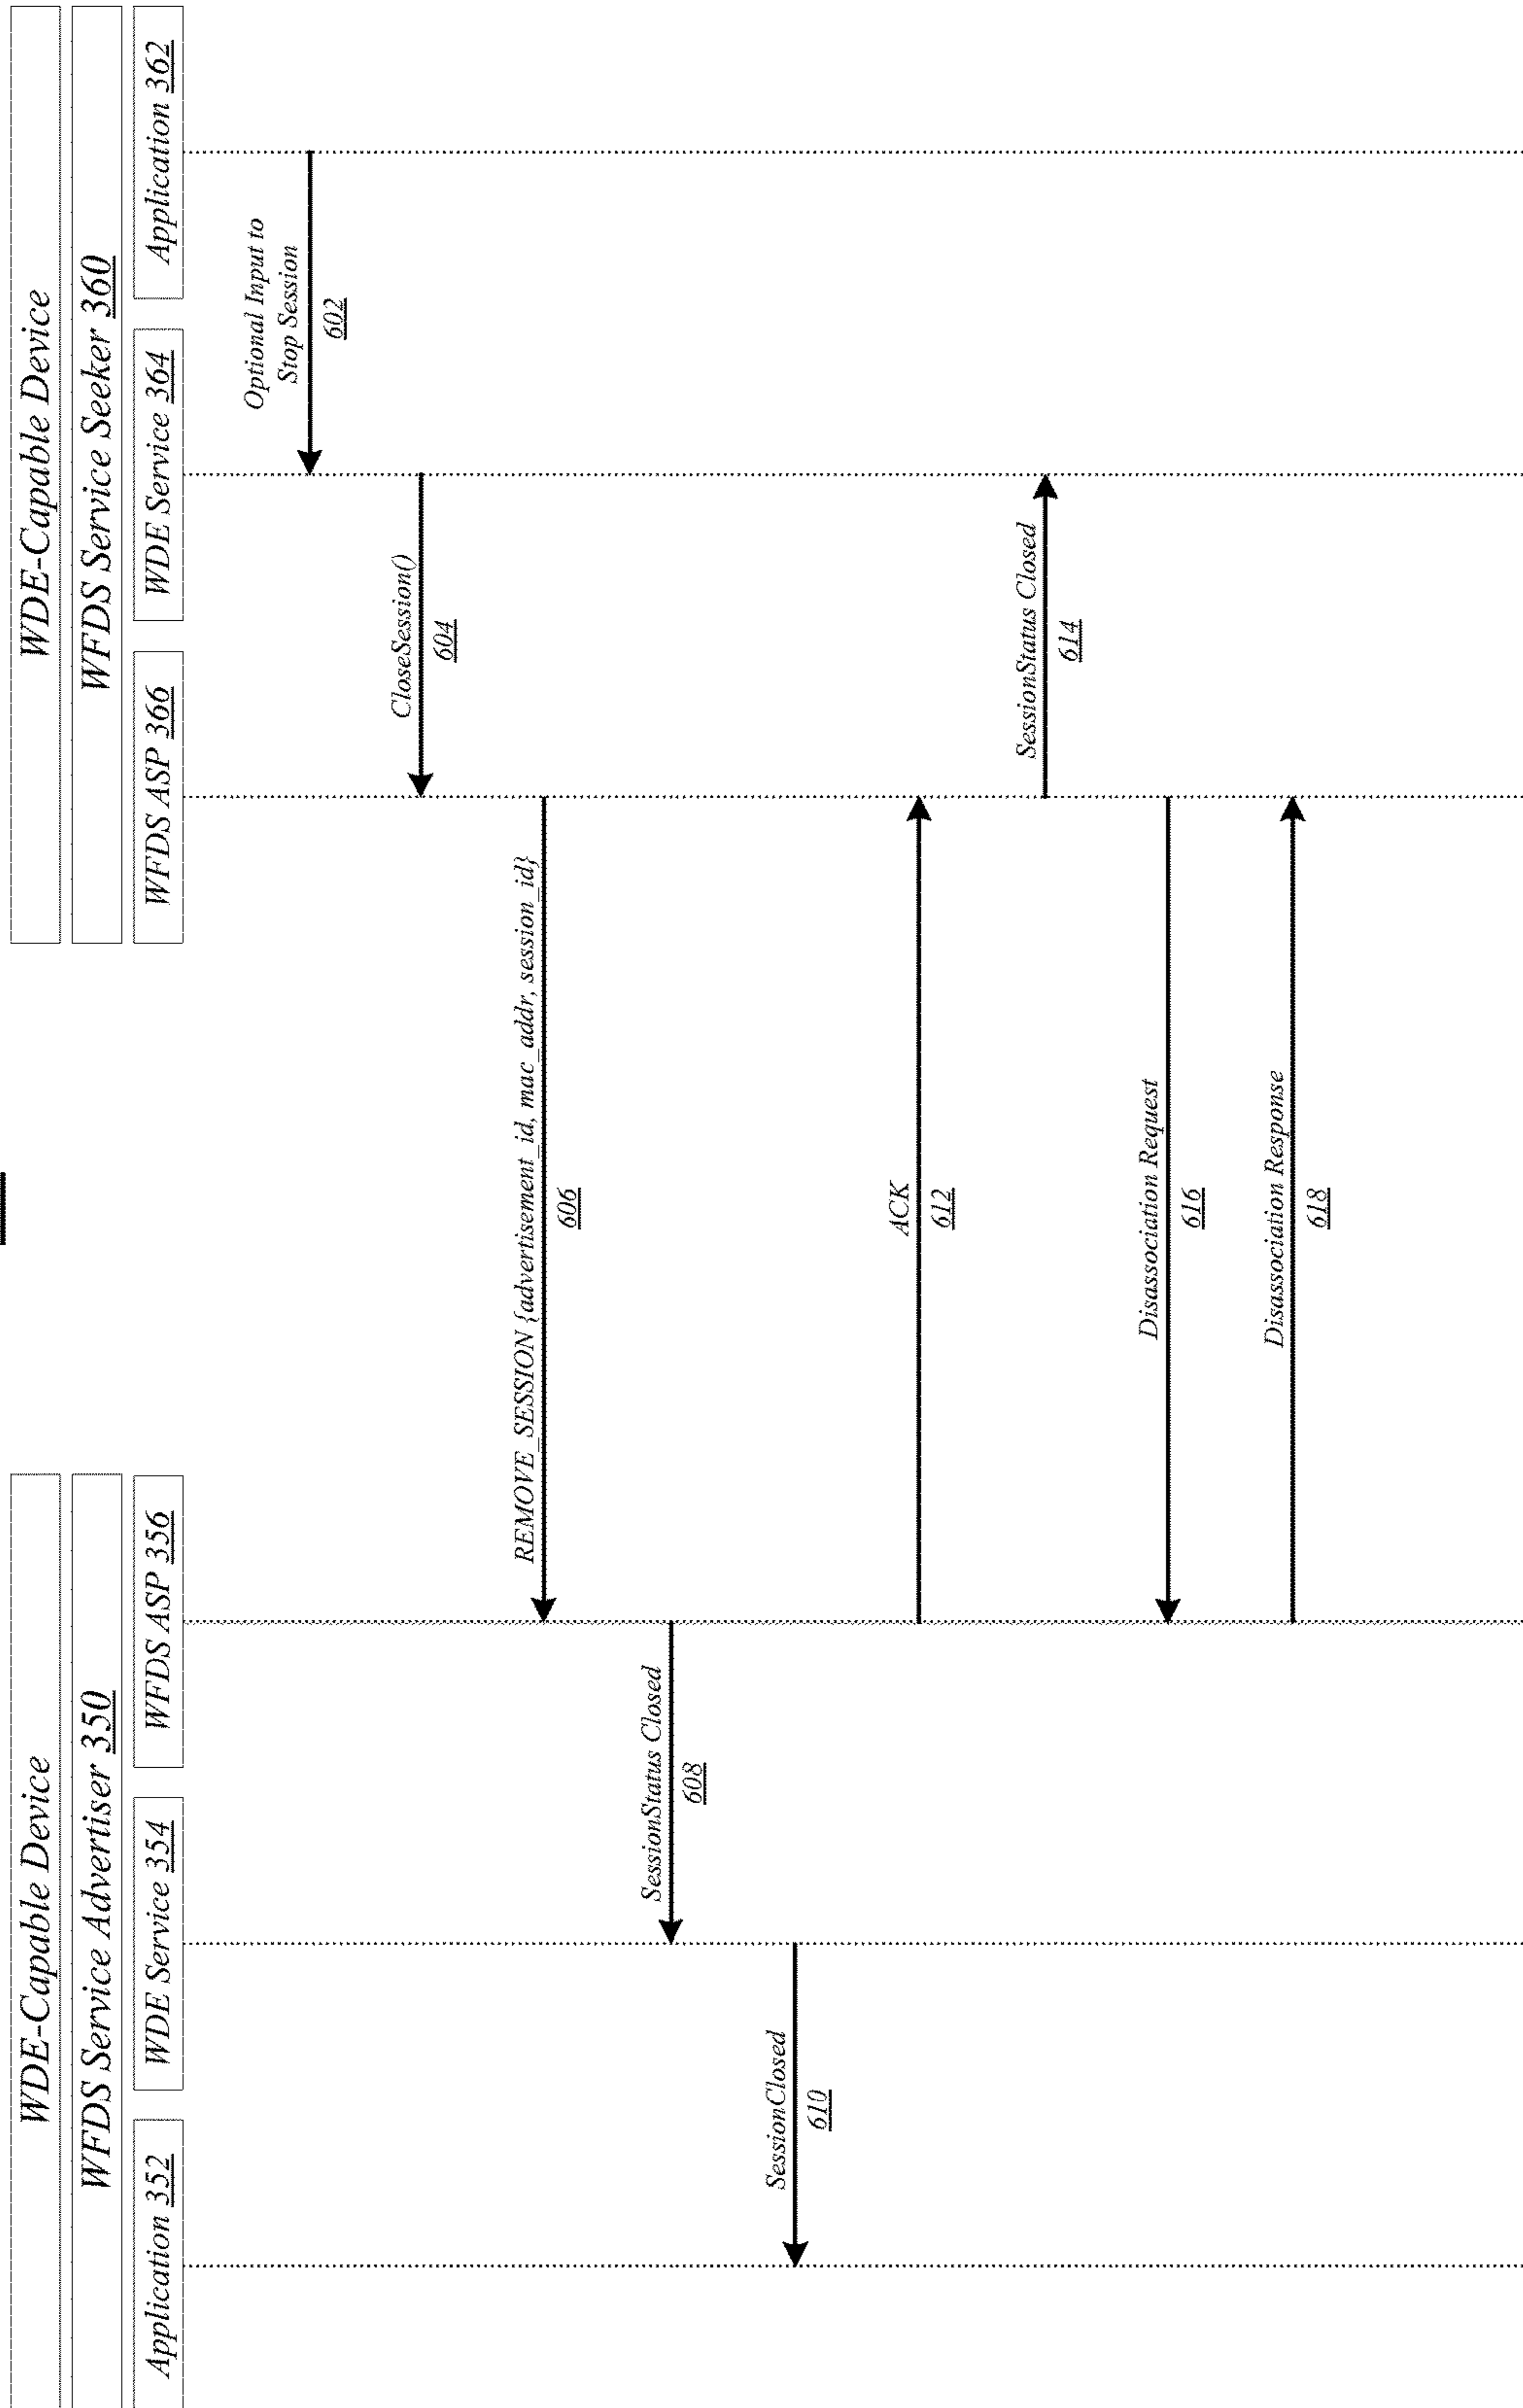 WDE-Capable Device
WFDS Service Advertiser 350
Application 352
WDE Service 354
WFDS ASP 356
WDE-Capable Device
WFDS Service Seeker 360
WFDS ASP 366
WDE Service 364
Application 362
Optional Input to
Stop Session
602
CloseSession()
604
REMOVE_SESSION {advertisement_id, mac_addr, session_id}
606
SessionStatus Closed
608
SessionClosed
610
ACK
612
SessionStatus Closed
614
Disassociation Request
616
Disassociation Response
618